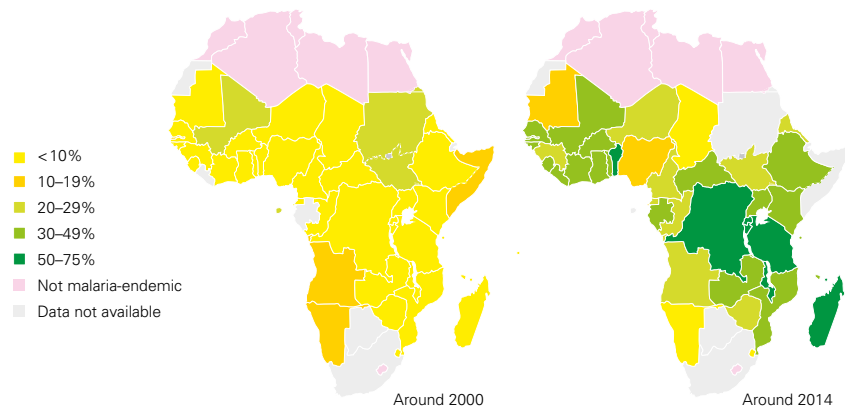 <10%
10–19%
20–29%
30–49%
50–75%
Not malaria-endemic
Data not available
Around 2000
Around 2014